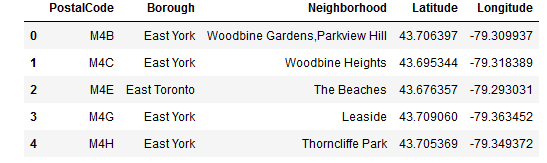 PostalCode Borough Neighborhood Latitude Longitude
0 M4B East York Woodbine Gardens,Parkview Hill 43.706397 -79.309937
1 M4C East York Woodbine Heights 43.695344 -79.318389
2 M4E East Toronto The Beaches 43.676357 -79.293031
3 M4G East York Leaside 43.709060 -79.363452
4 M4H East York Thorncliffe Park 43.705369 -79.349372